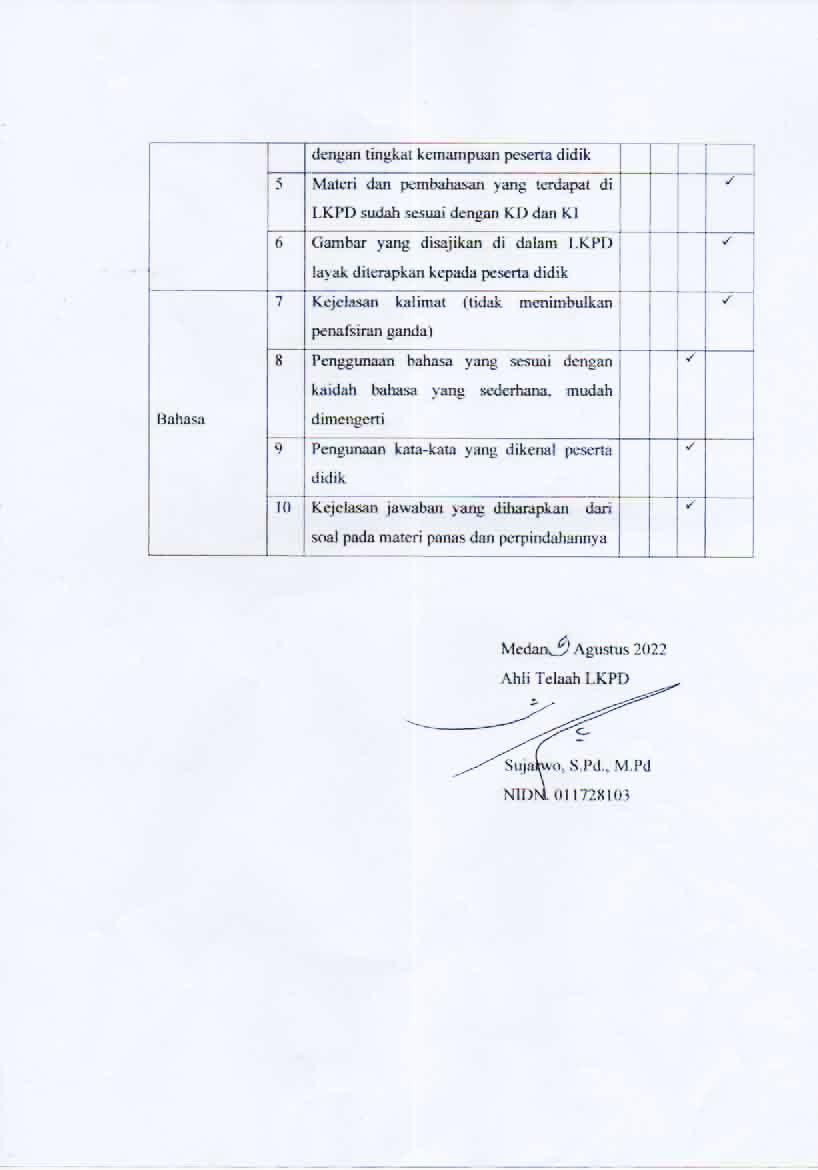 dengan tingkat kemampuan peserta didik
5 Materi dan pembahasan yang terdapat di ✓
LKPD sudah sesuai dengan KD dan KI
6 Gambar yang disajikan di dalam LKPD ✓
layak diterapkan kepada peserta didik
7 Kejelasan kalimat (tidak menimbulkan ✓
penafsiran ganda)
8 Penggunaan bahasa yang sesuai dengan ✓
kaidah bahasa yang sederhana, mudah
dimengerti
Bahasa
9 Pengunaan kata-kata yang dikenal peserta ✓
didik
10 Kejelasan jawaban yang diharapkan dari ✓
soal pada materi panas dan perpindahannya
Medan, Agustus 2022
Ahli Telaah LKPD
Sujarwo, S.Pd., M.Pd
NIDN. 011728103